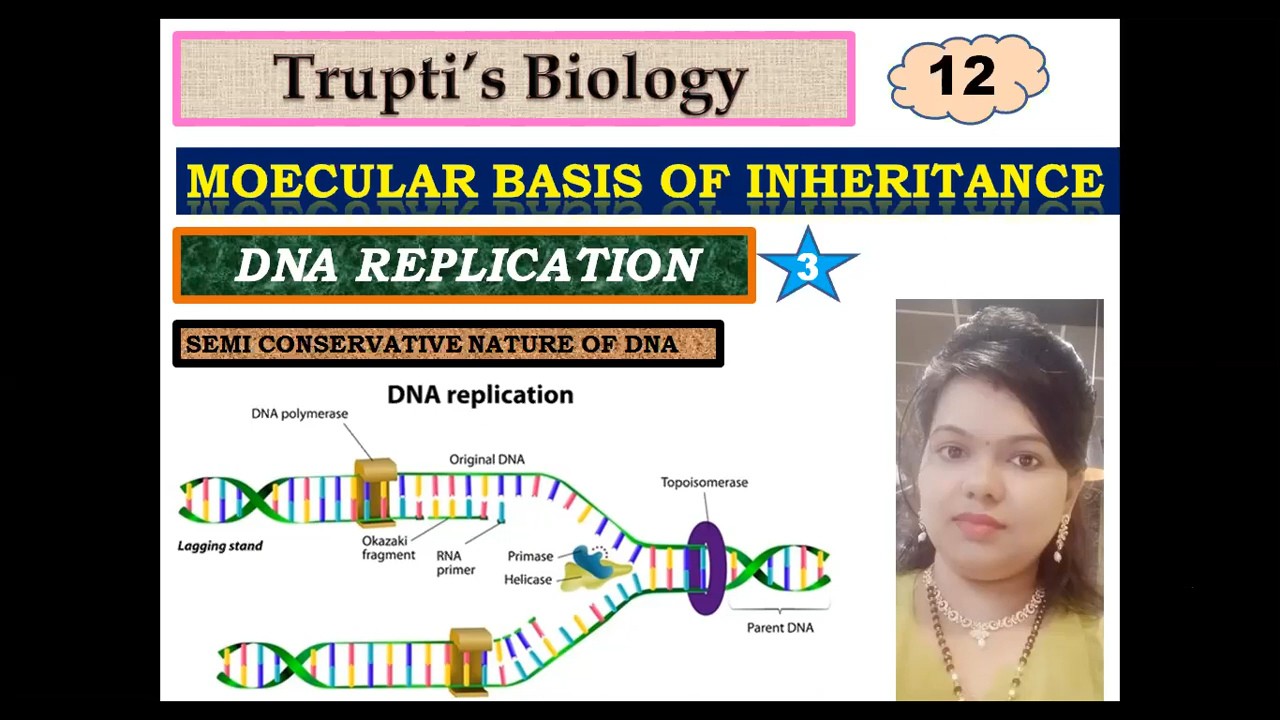 Trupti's Biology
12
MOECULAR BASIS OF INHERITANCE
DNA REPLICATION
3
SEMI CONSERVATIVE NATURE OF DNA
DNA replication
DNA polymerase
Original DNA
Topoisomerase
Lagging stand
Okazaki
fragment
RNA
primer
Primase
Helicase
Parent DNA